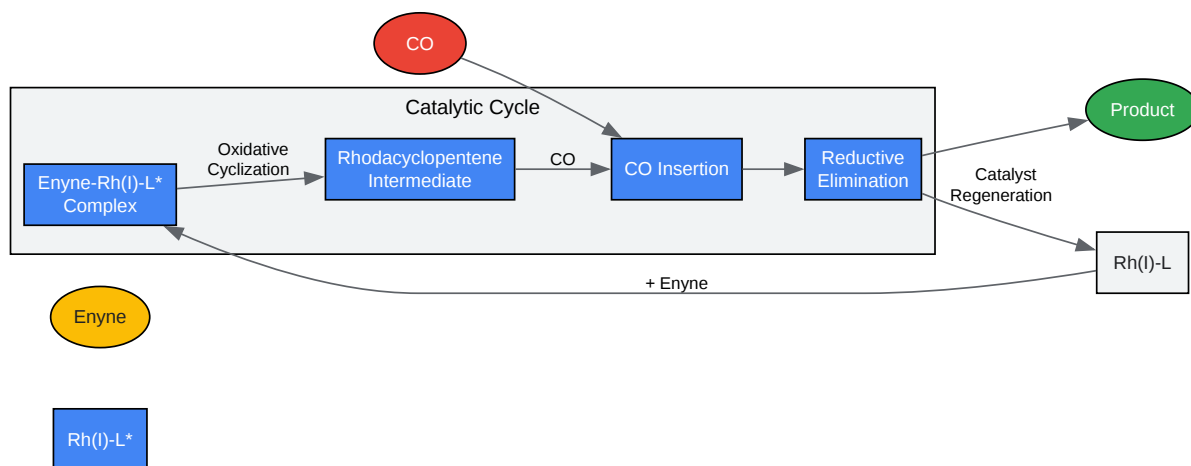 CO
Catalytic Cycle
Product
Oxidative
Cyclization
Rhodacyclopentene
Intermediate
CO
CO Insertion
Reductive
Elimination
Enyne-Rh(I)-L*
Complex
Catalyst
Regeneration
Rh(I)-L
+ Enyne
Enyne
Rh(I)-L*